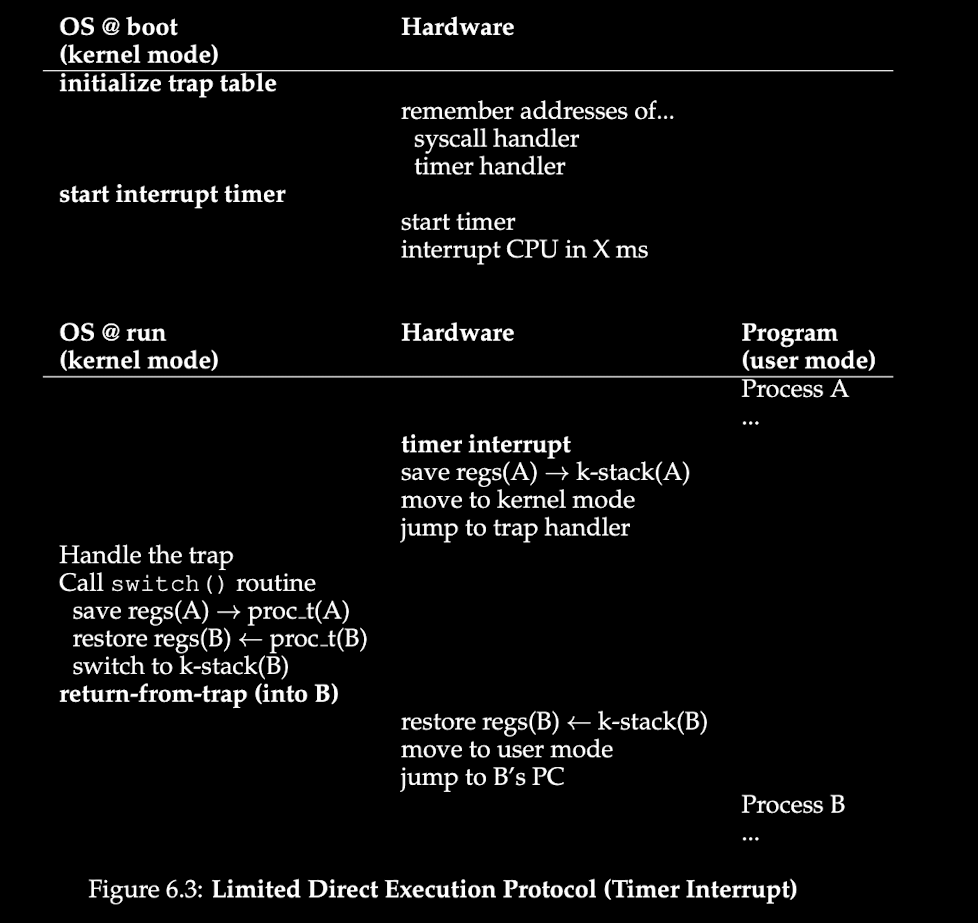 OS @ boot Hardware
(kernel mode)
initialize trap table
remember addresses of...
syscall handler
timer handler
start interrupt timer
start timer
interrupt CPU in X ms
OS @ run Hardware Program
(kernel mode) (user mode)
Process A
...
timer interrupt
save regs(A) → k-stack(A)
move to kernel mode
jump to trap handler
Handle the trap
Call switch() routine
save regs(A) → proc_t(A)
restore regs(B) ← proc_t(B)
switch to k-stack(B)
return-from-trap (into B)
restore regs(B) ← k-stack(B)
move to user mode
jump to B's PC
Process B
...
Figure 6.3: Limited Direct Execution Protocol (Timer Interrupt)